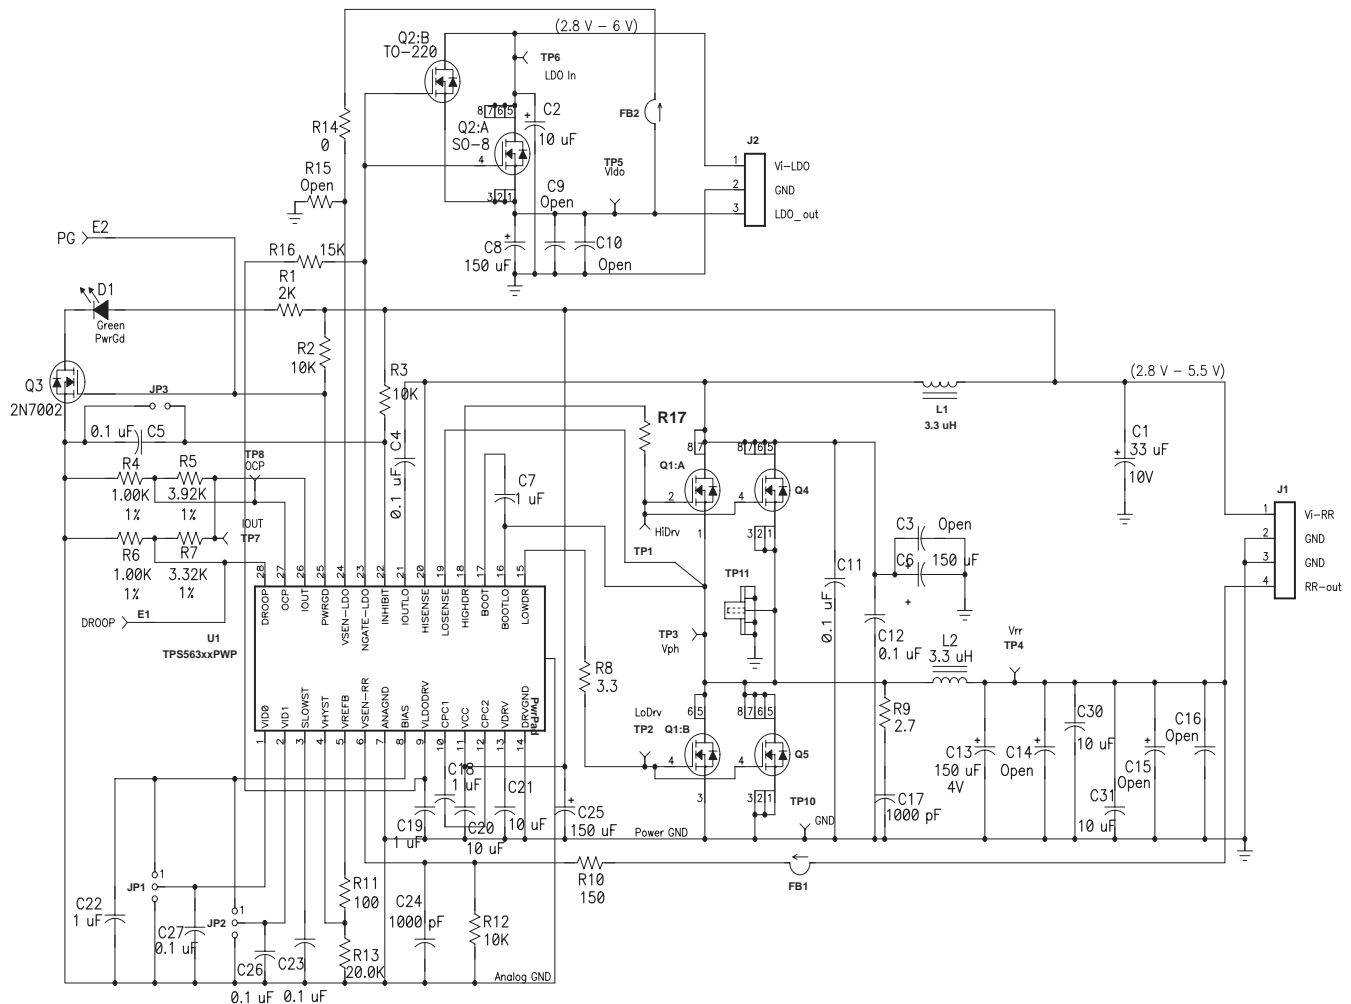 (2.8 V - 6 V)
Q2:B
TO-220
TP6
LDO In
8 7 6 5
C2
10 uF
Q2:A
SO-8
4
3 2 1
FB2
R14
0
R15
Open
TP5
Vldo
C9
Open
J2
1 Vi-LDO
2 GND
3 LDO_out
C8
150 uF
C10
Open
PG E2
R16 15K
R1
2K
D1
Green
PwrGd
R2
10K
R3
10K
Q3
2N7002
JP3
0.1 uF C5
C4
0.1 uF
(2.8 V - 5.5 V)
L1
3.3 uH
C1
33 uF
10V
R17
8 7
Q1:A
2
1
HiDrv
TP1
8 7 6 5
Q4
4
3 2 1
R4
1.00K
1%
R5
3.92K
1%
TP8
OCP
IOUT
TP7
R6
1.00K
1%
R7
3.32K
1%
C7
1 uF
J1
1 Vi-RR
2 GND
3 GND
4 RR-out
C3 Open
C6 150 uF
C11
0.1 uF
C12
0.1 uF
TP11
TP3
Vph
DROOP E1
U1
TPS563xxPWP
28 27 26 25 24 23 22 21 20 19 18 17 16 15
DROOP
OCP
IOUT
PWRGD
VSEN-LDO
NGATE-LDO
INHIBIT
IOUTLO
HISENSE
LOSENSE
HIGHDR
BOOT
BOOTLO
LOWDR
VID0
VID1
SLOWST
VHYST
VREFB
VSEN-RR
ANAGND
BIAS
VLDODRV
CPC1
VCC
CPC2
VDRV
DRVGND
PwrPad
1 2 3 4 5 6 7 8 9 10 11 12 13 14
R8
3.3
L2
3.3 uH
Vrr
TP4
LoDrv
TP2
6 5
Q1:B
4
3
8 7 6 5
Q5
4
3 2 1
R9
2.7
C17
1000 pF
C13
150 uF
4V
C14
Open
C30
10 uF
C31
10 uF
C15
Open
C16
Open
TP10
GND
Power GND
C18
1 uF
C19
1 uF
C20
10 uF
C21
10 uF
C25
150 uF
R10
150
FB1
JP1
1
JP2
1
C22
1 uF
C27
0.1 uF
C26
0.1 uF
C23
0.1 uF
R11
100
R13
20.0K
C24
1000 pF
R12
10K
Analog GND